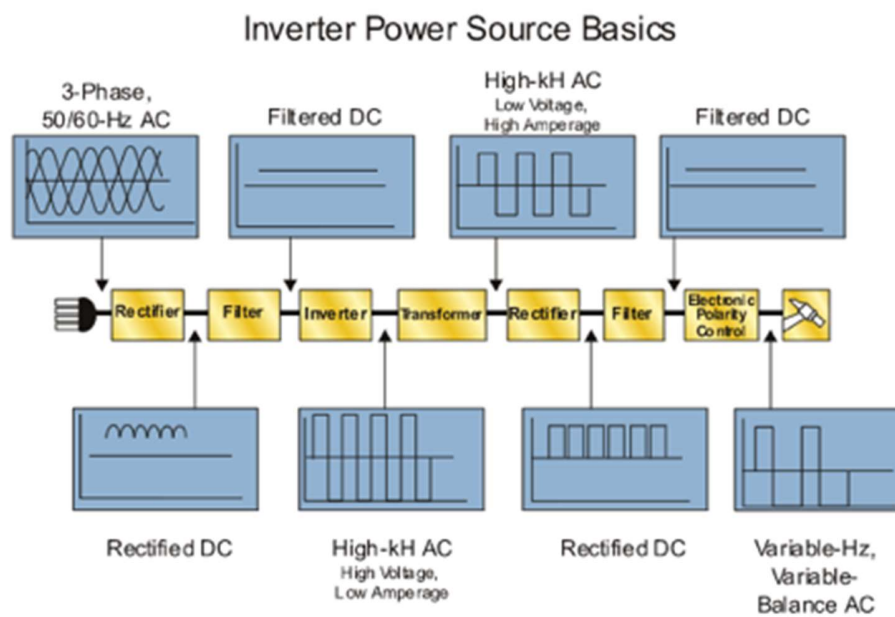 Inverter Power Source Basics
3-Phase,
50/60-Hz AC
Filtered DC
High-kH AC
Low Voltage,
High Amperage
Filtered DC
Rectifier
Filter
Inverter
Transformer
Rectifier
Filter
Electronic
Polarity
Control
Rectified DC
High-kH AC
High Voltage,
Low Amperage
Rectified DC
Variable-Hz,
Variable-
Balance AC